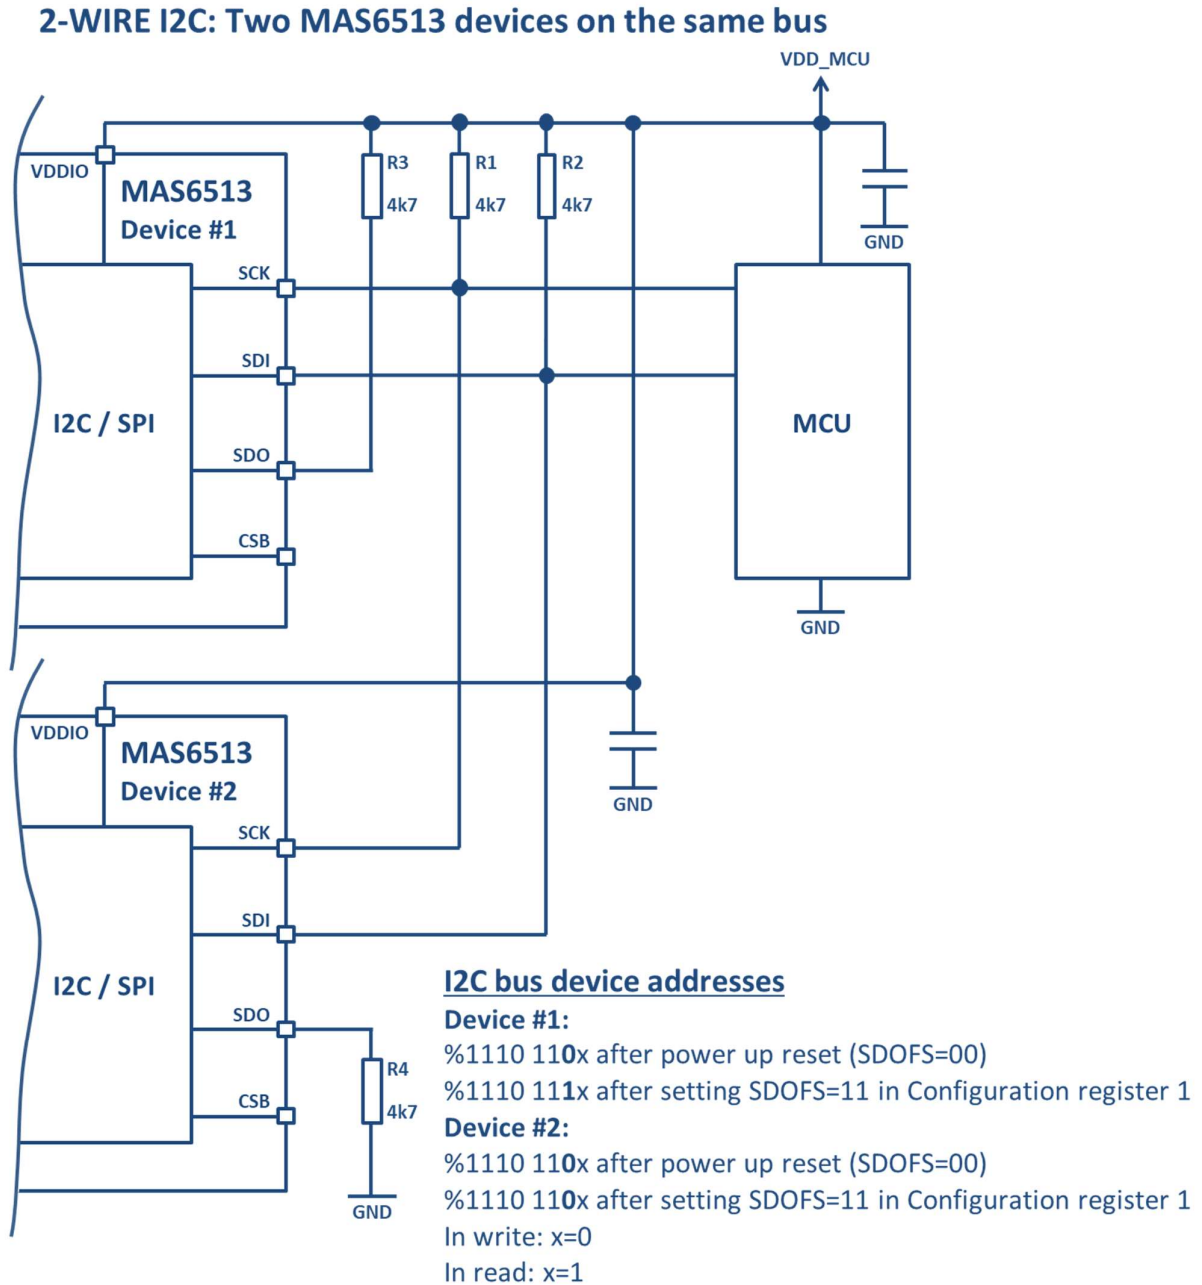 2-WIRE I2C: Two MAS6513 devices on the same bus
VDD_MCU
VDDIO
MAS6513
Device #1
R3
4k7
R1
4k7
R2
4k7
GND
SCK
SDI
I2C / SPI
SDO
CSB
MCU
GND
VDDIO
MAS6513
Device #2
GND
SCK
SDI
I2C / SPI
SDO
CSB
R4
4k7
GND
I2C bus device addresses
Device #1:
%1110 110x after power up reset (SDOFS=00)
%1110 111x after setting SDOFS=11 in Configuration register 1
Device #2:
%1110 110x after power up reset (SDOFS=00)
%1110 110x after setting SDOFS=11 in Configuration register 1
In write: x=0
In read: x=1